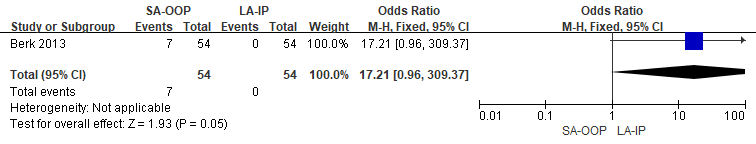 SA-OOP LA-IP Odds Ratio Odds Ratio
Study or Subgroup Events Total Events Total Weight M-H, Fixed, 95% CI M-H, Fixed, 95% CI
Berk 2013 7 54 0 54 100.0% 17.21 [0.96, 309.37]
Total (95% CI) 54 54 100.0% 17.21 [0.96, 309.37]
Total events 7 0
Heterogeneity: Not applicable
Test for overall effect: Z = 1.93 (P = 0.05)
0.01 0.1 1 10 100
SA-OOP LA-IP